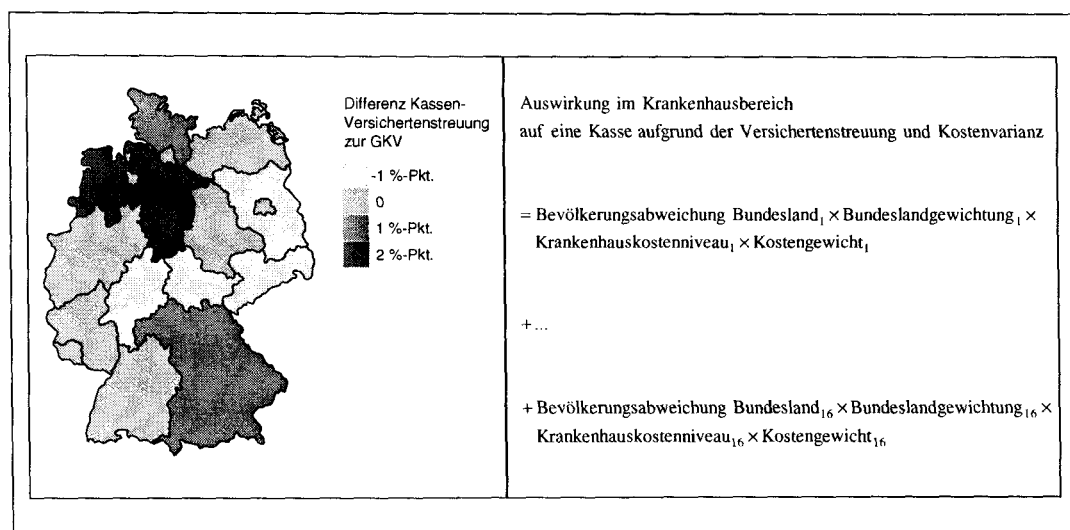 Differenz Kassen-
Versichertenstreuung
zur GKV
-1 %-Pkt.
0
1 %-Pkt.
2 %-Pkt.
Auswirkung im Krankenhausbereich
auf eine Kasse aufgrund der Versichertenstreuung und Kostenvarianz
= Bevölkerungsabweichung Bundesland₁ × Bundeslandgewichtung₁ ×
Krankenhauskostenniveau₁ × Kostengewicht₁
+...
+ Bevölkerungsabweichung Bundesland₁₆ × Bundeslandgewichtung₁₆ ×
Krankenhauskostenniveau₁₆ × Kostengewicht₁₆